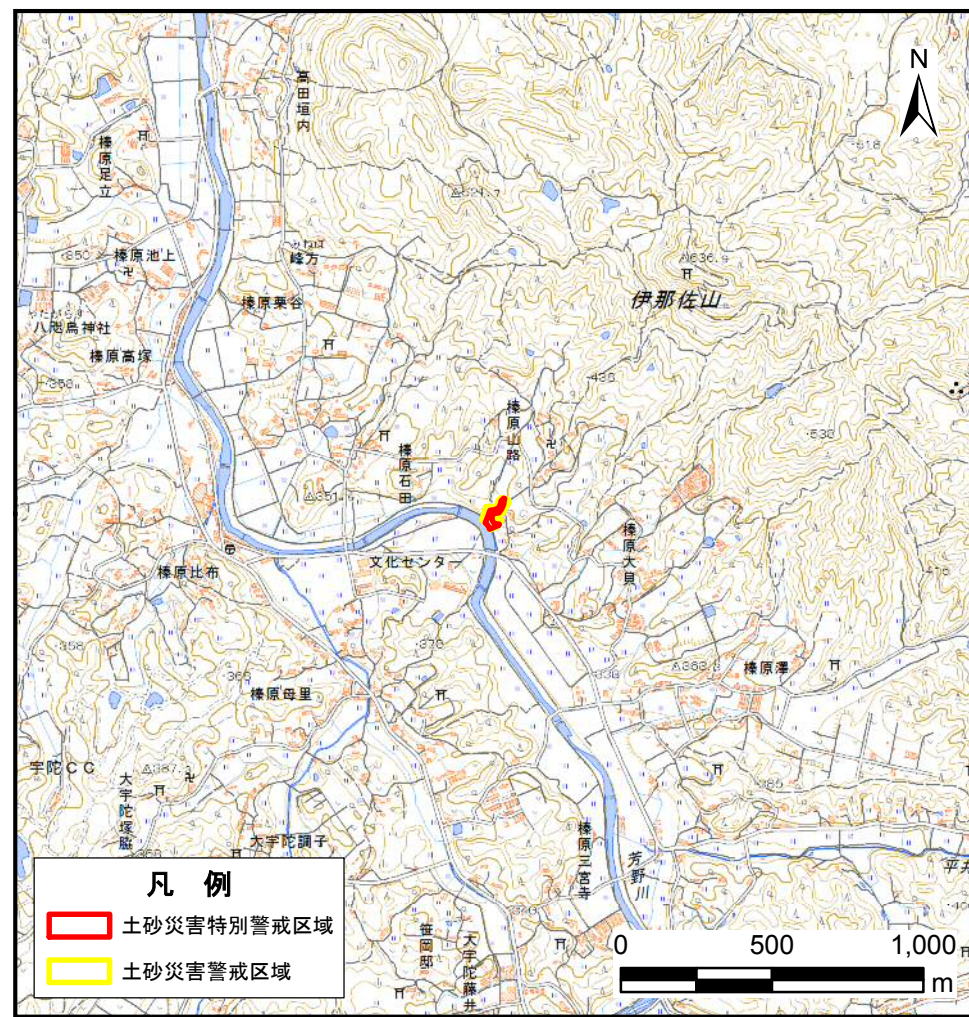 N
高田垣内
榛原足立
榛原池上
峰方
榛原栗谷
八咫烏神社
榛原高塚
伊那佐山
榛原山路
榛原石田
文化センター
榛原比布
榛原大貝
榛原澤
榛原母里
宇陀CC
大宇陀塚脇
大宇陀調子
榛原三宮寺
芳野川
平井
笹岡邸
大宇陀藤井
凡 例
土砂災害特別警戒区域
土砂災害警戒区域
0 500 1,000
m